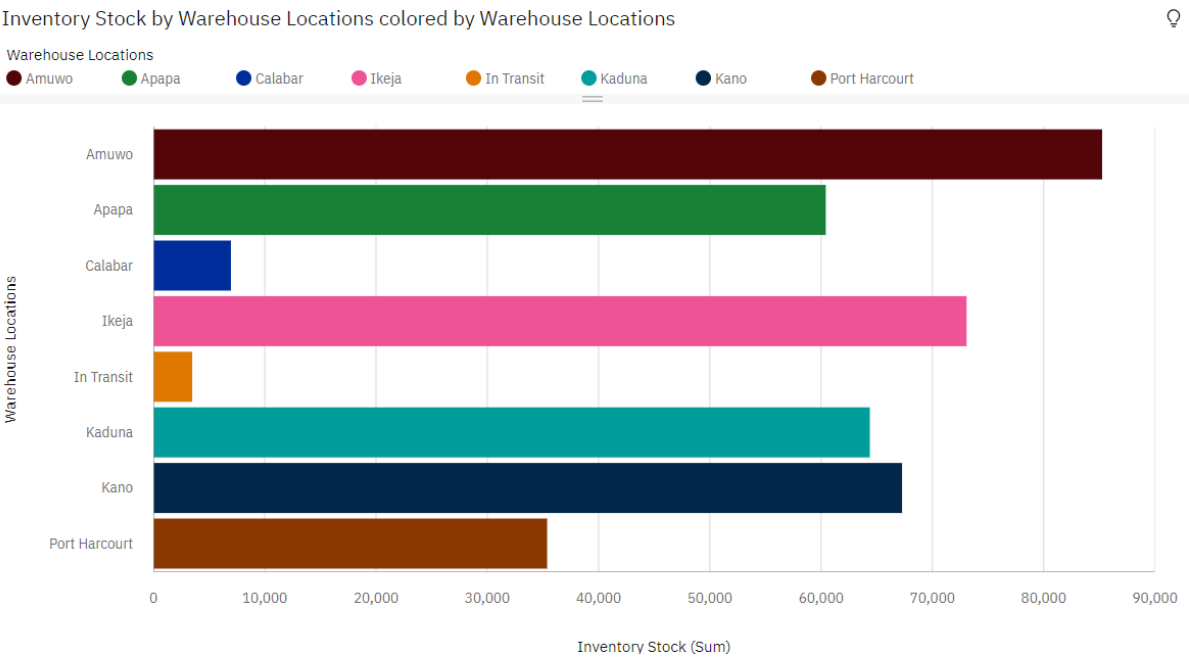 Inventory Stock by Warehouse Locations colored by Warehouse Locations
Warehouse Locations
Amuwo Apapa Calabar Ikeja In Transit Kaduna Kano Port Harcourt
Warehouse Locations
Amuwo
Apapa
Calabar
Ikeja
In Transit
Kaduna
Kano
Port Harcourt
0 10,000 20,000 30,000 40,000 50,000 60,000 70,000 80,000 90,000
Inventory Stock (Sum)